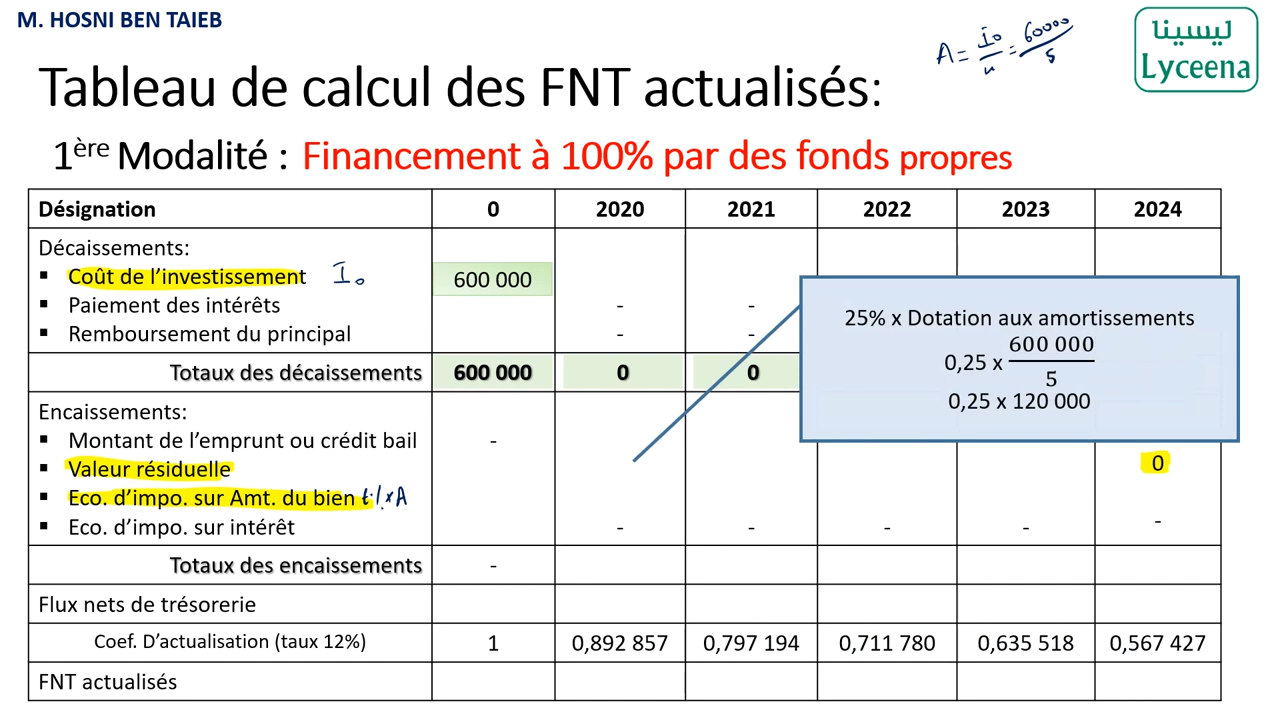 M. HOSNI BEN TAIEB
A = I₀/n = 60000/5
ليسينا
Lyceena
Tableau de calcul des FNT actualisés:
1ère Modalité : Financement à 100% par des fonds propres
Désignation 0 2020 2021 2022 2023 2024
Décaissements:
▪ Coût de l'investissement I₀ 600 000
▪ Paiement des intérêts - -
▪ Remboursement du principal - -
Totaux des décaissements 600 000 0 0
25% x Dotation aux amortissements
0,25 x 600 000
5
0,25 x 120 000
Encaissements:
▪ Montant de l'emprunt ou crédit bail -
▪ Valeur résiduelle 0
▪ Eco. d'impo. sur Amt. du bien t% x A
▪ Eco. d'impo. sur intérêt - - - - -
Totaux des encaissements -
Flux nets de trésorerie
Coef. D'actualisation (taux 12%) 1 0,892 857 0,797 194 0,711 780 0,635 518 0,567 427
FNT actualisés